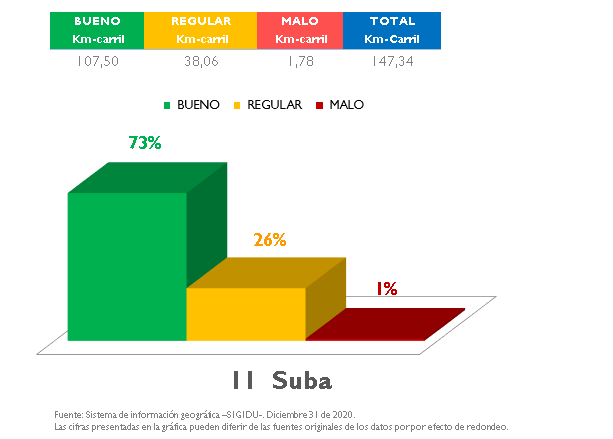 BUENO REGULAR MALO TOTAL
Km-carril Km-carril Km-carril Km-Carril
107,50 38,06 1,78 147,34
BUENO REGULAR MALO
73%
26%
1%
11 Suba
Fuente: Sistema de información geográfica –SIGIDU-. Diciembre 31 de 2020.
Las cifras presentadas en la gráfica pueden diferir de las fuentes originales de los datos porpor efecto de redondeo.